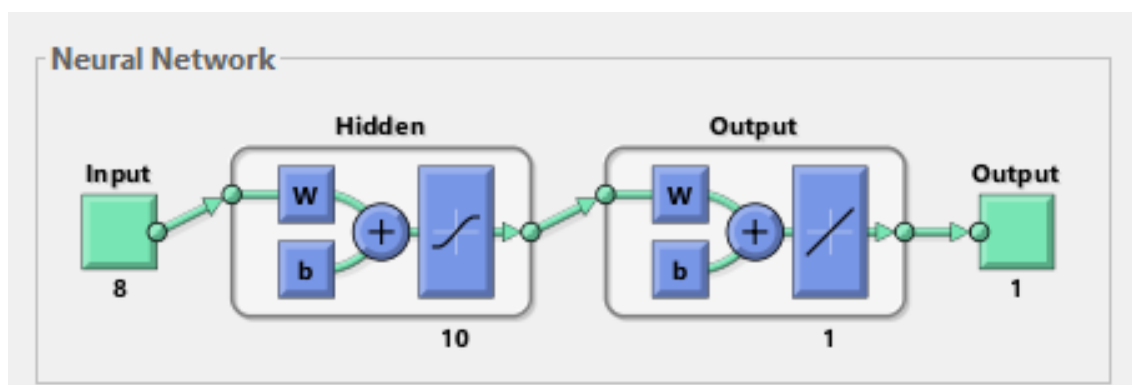 Neural Network
Hidden
Output
Input
Output
W
W
+
+
b
b
8
1
10
1